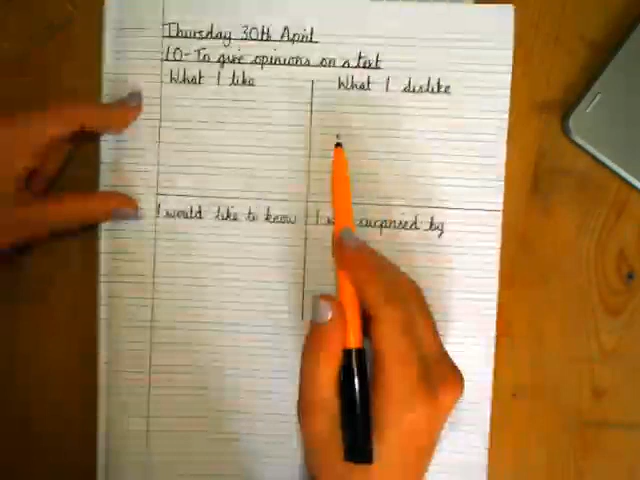 Thursday 30th April
LO-To give opinions on a text
What I like
What I dislike
I would like to know
I surprised by